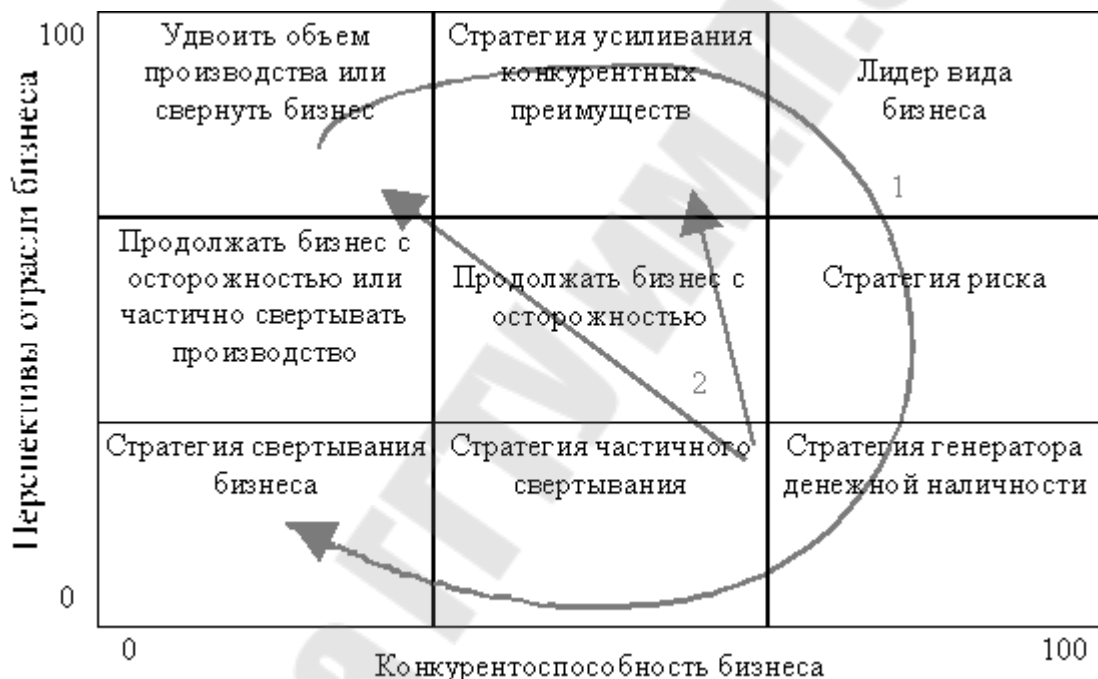 100
Удвоить объем
производства или
свернуть бизнес
Стратегия усиливания
конкурентных
преимуществ
Лидер вида
бизнеса
1
Продолжать бизнес с
осторожностью или
частично свертывать
производство
Продолжать бизнес с
осторожностью
Стратегия риска
2
Стратегия свертывания
бизнеса
Стратегия частичного
свертывания
Стратегия генератора
денежной наличности
Перспективы отрасли бизнеса
0
0
Конкурентоспособность бизнеса
100